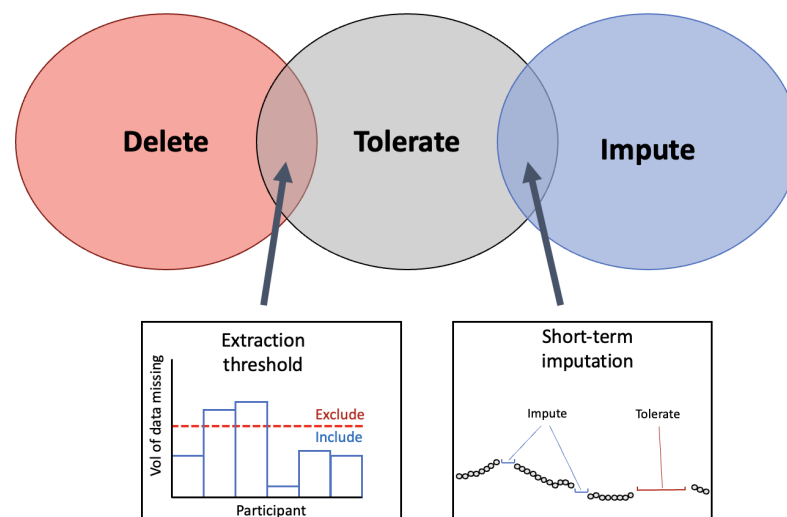 Delete
Tolerate
Impute
Extraction
threshold
Vol of data missing
Exclude
Include
Participant
Short-term
imputation
Impute
Tolerate